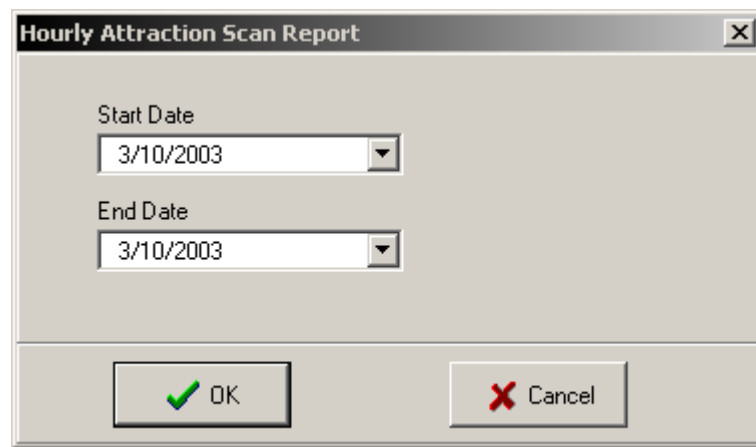 Hourly Attraction Scan Report
Start Date
3/10/2003
End Date
3/10/2003
OK
Cancel